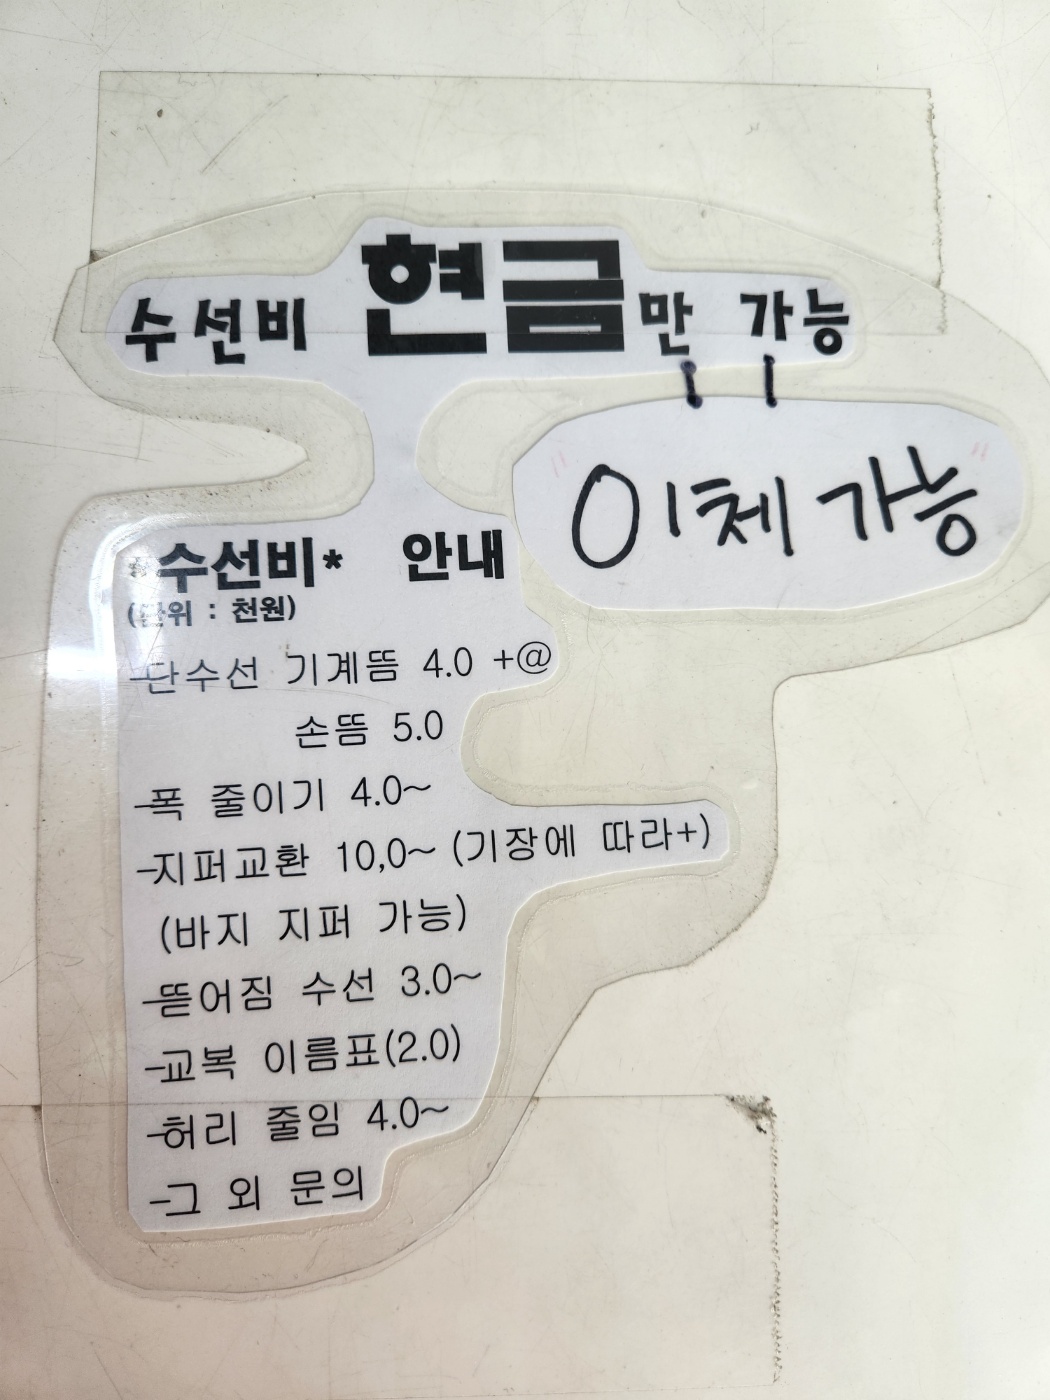 수선비 현금만 가능
"이체 가능"
*수선비* 안내
(단위 : 천원)
-단수선 기계뜸 4.0 +@
손뜸 5.0
-폭 줄이기 4.0~
-지퍼교환 10,0~ (기장에 따라+)
(바지 지퍼 가능)
-뜯어짐 수선 3.0~
-교복 이름표(2.0)
-허리 줄임 4.0~
-그 외 문의